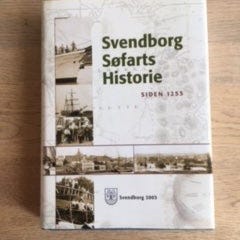 Svendborg
Søfarts
Historie
SIDEN 1253
Svendborg 2003